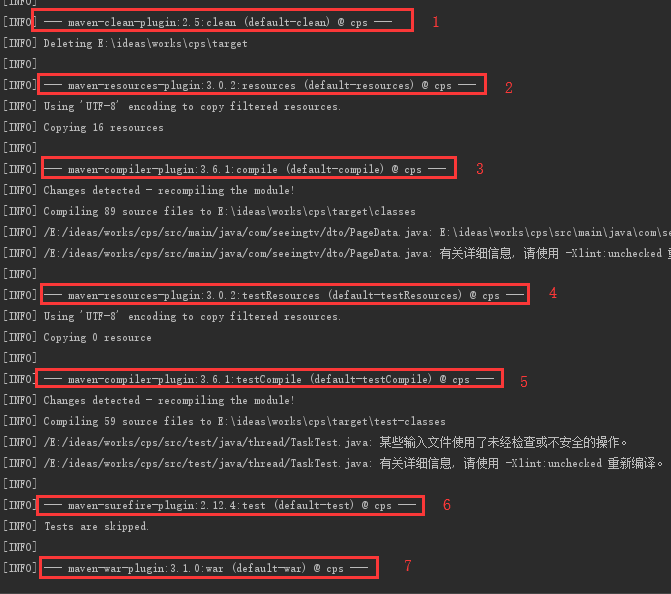 [INFO]
[INFO] --- maven-clean-plugin:2.5:clean (default-clean) @ cps --- 1
[INFO] Deleting E:\ideas\works\cps\target
[INFO]
[INFO] --- maven-resources-plugin:3.0.2:resources (default-resources) @ cps --- 2
[INFO] Using 'UTF-8' encoding to copy filtered resources.
[INFO] Copying 16 resources
[INFO]
[INFO] --- maven-compiler-plugin:3.6.1:compile (default-compile) @ cps --- 3
[INFO] Changes detected - recompiling the module!
[INFO] Compiling 89 source files to E:\ideas\works\cps\target\classes
[INFO] /E:/ideas/works/cps/src/main/java/com/seeingtv/dto/PageData.java: E:\ideas\works\cps\src\main\java\com\se
[INFO] /E:/ideas/works/cps/src/main/java/com/seeingtv/dto/PageData.java: 有关详细信息, 请使用 -Xlint:unchecked 重
[INFO]
[INFO] --- maven-resources-plugin:3.0.2:testResources (default-testResources) @ cps --- 4
[INFO] Using 'UTF-8' encoding to copy filtered resources.
[INFO] Copying 0 resource
[INFO]
[INFO] --- maven-compiler-plugin:3.6.1:testCompile (default-testCompile) @ cps --- 5
[INFO] Changes detected - recompiling the module!
[INFO] Compiling 59 source files to E:\ideas\works\cps\target\test-classes
[INFO] /E:/ideas/works/cps/src/test/java/thread/TaskTest.java: 某些输入文件使用了未经检查或不安全的操作。
[INFO] /E:/ideas/works/cps/src/test/java/thread/TaskTest.java: 有关详细信息, 请使用 -Xlint:unchecked 重新编译。
[INFO]
[INFO] --- maven-surefire-plugin:2.12.4:test (default-test) @ cps --- 6
[INFO] Tests are skipped.
[INFO]
[INFO] --- maven-war-plugin:3.1.0:war (default-war) @ cps --- 7